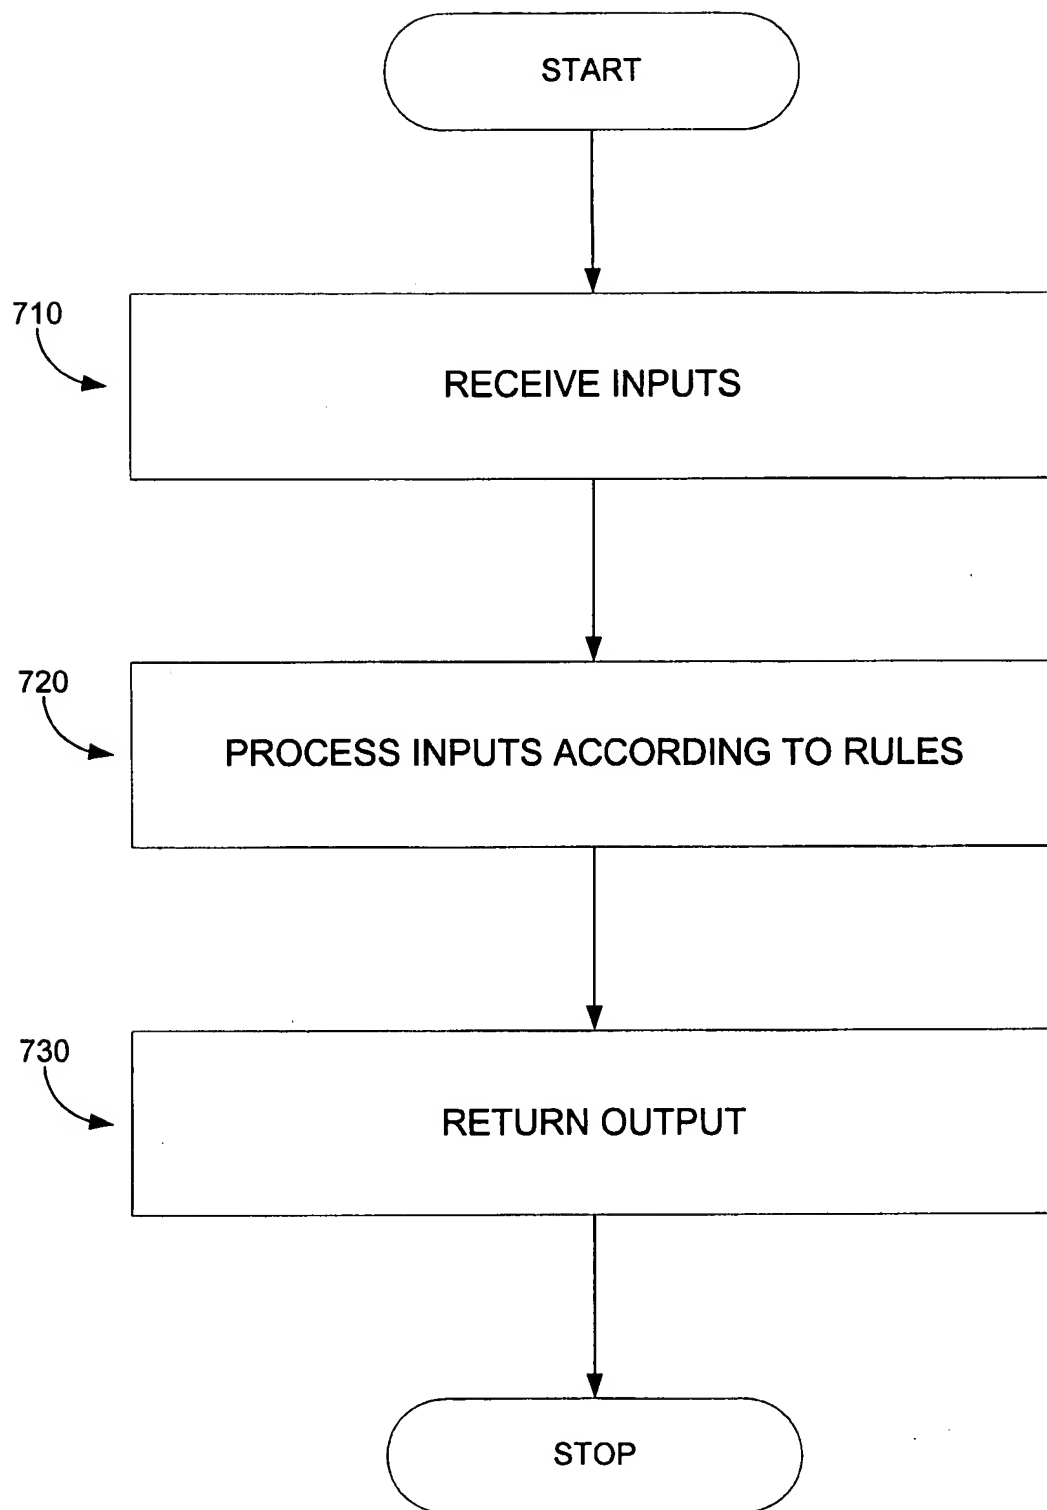 START
710
RECEIVE INPUTS
720
PROCESS INPUTS ACCORDING TO RULES
730
RETURN OUTPUT
STOP